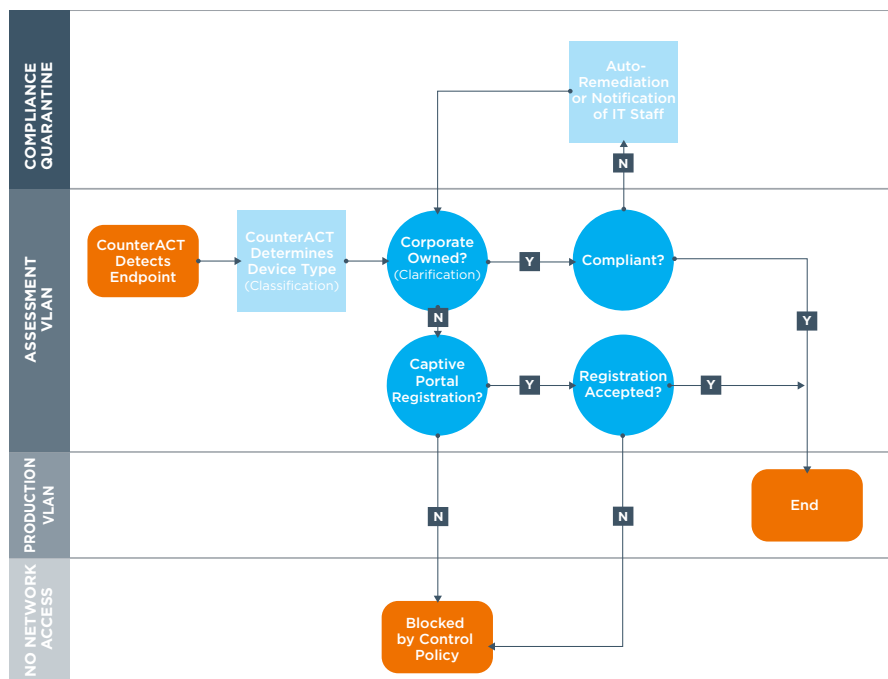 COMPLIANCE
QUARANTINE
Auto-
Remediation
or Notification
of IT Staff
N
ASSESSMENT
VLAN
CounterACT
Detects
Endpoint
CounterACT
Determines
Device Type
(Classification)
Corporate
Owned?
(Clarification)
Y
Compliant?
N
Y
Captive
Portal
Registration?
Y
Registration
Accepted?
Y
PRODUCTION
VLAN
N
N
End
NO NETWORK
ACCESS
Blocked
by Control
Policy